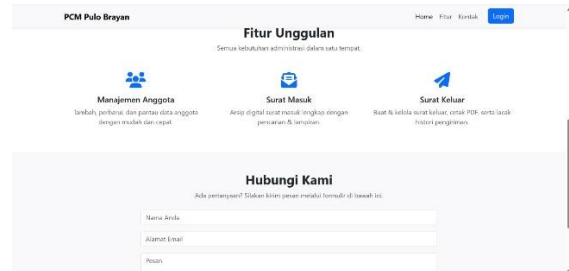 PCM Pulo Brayan
Home Fitur Kontak Login
Fitur Unggulan
Semua kebutuhan administrasi dalam satu tempat.
Manajemen Anggota
Tambah, perbarui, dan pantau data anggota
dengan mudah dan cepat.
Surat Masuk
Arsip digital surat masuk lengkap dengan
pencarian & lampiran.
Surat Keluar
Buat & kelola surat keluar, cetak PDF, serta lacak
histori pengiriman.
Hubungi Kami
Ada pertanyaan? Silakan kirim pesan melalui formulir di bawah ini.
Nama Anda
Alamat Email
Pesan